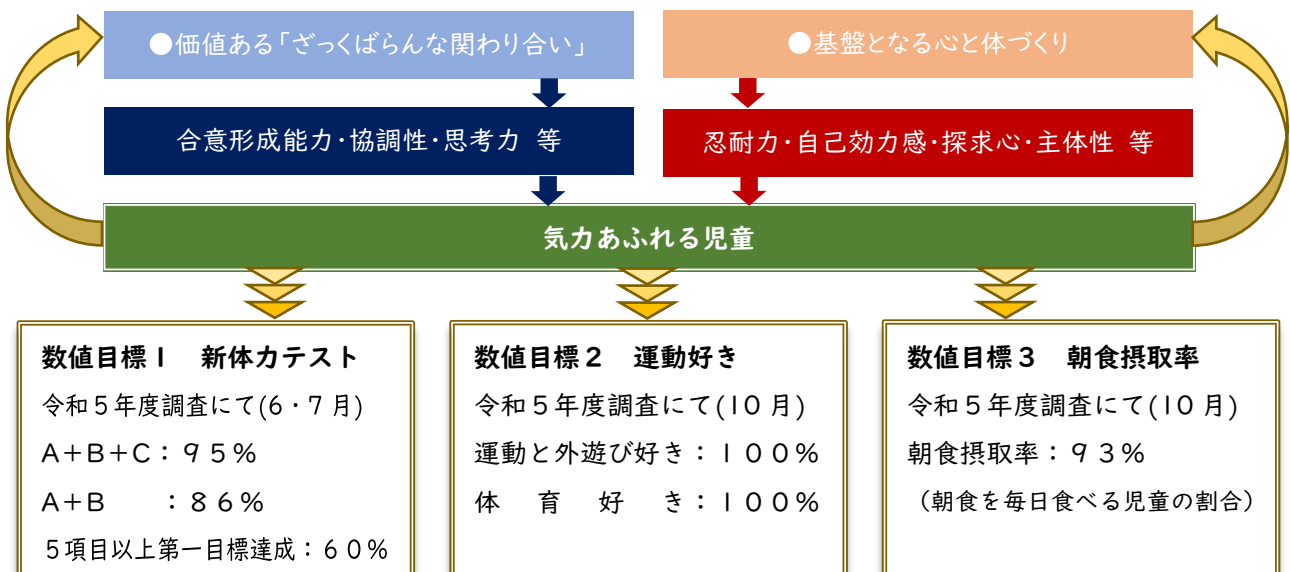 ●価値ある「ざっくばらんな関わり合い」
●基盤となる心と体づくり
合意形成能力・協調性・思考力 等
忍耐力・自己効力感・探求心・主体性 等
気力あふれる児童
数値目標１ 新体力テスト
令和５年度調査にて(6・7月)
A+B+C：９５％
A+B ：８６％
５項目以上第一目標達成：６０％
数値目標２ 運動好き
令和５年度調査にて(10月)
運動と外遊び好き：１００％
体 育 好 き：１００％
数値目標３ 朝食摂取率
令和５年度調査にて(10月)
朝食摂取率：９３％
（朝食を毎日食べる児童の割合）